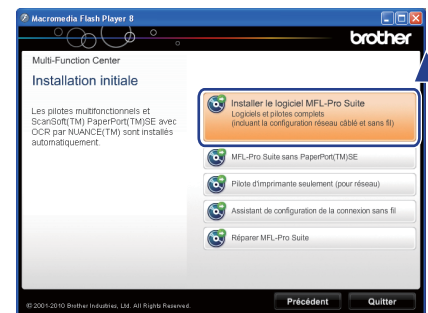 Macromedia Flash Player 8
brother
Multi-Function Center
Installation initiale
Les pilotes multifonctionnels et
ScanSoft(TM) PaperPort(TM)SE avec
OCR par NUANCE(TM) sont installés
automatiquement.
Installer le logiciel MFL-Pro Suite
Logiciels et pilotes complets
(incluant la configuration réseau câblé et sans fil)
MFL-Pro Suite sans PaperPort(TM)SE
Pilote d'imprimante seulement (pour réseau)
Assistant de configuration de la connexion sans fil
Réparer MFL-Pro Suite
© 2001-2010 Brother Industries, Ltd. All Rights Reserved.
Précédent
Quitter